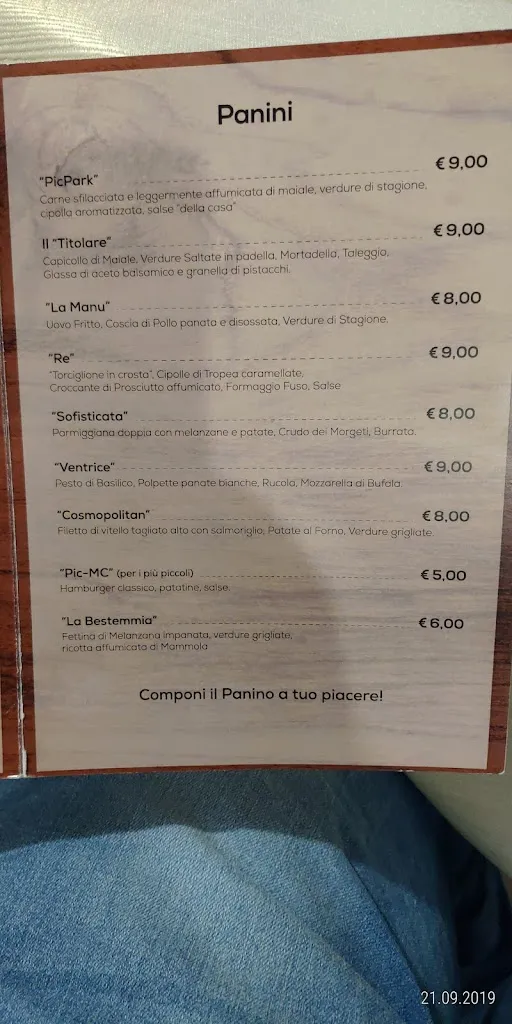 Panini
"PicPark" € 9,00
Carne sfilacciata e leggermente affumicata di maiale, verdure di stagione,
cipolla aromatizzata, salse "della casa"
Il "Titolare" € 9,00
Capicollo di Maiale, Verdure Saltate in padella, Mortadella, Taleggio,
Glassa di aceto balsamico e granella di pistacchi.
"La Manu" € 8,00
Uovo Fritto, Coscia di Pollo panata e disossata, Verdure di Stagione.
"Re" € 9,00
"Torciglione in crosta", Cipolla di Tropea caramellate,
Croccante di Prosciutto affumicato, Formaggio Fuso, Salse
"Sofisticata" € 8,00
Parmiggiana doppia con melanzane e patate, Crudo dei Morgeti, Burrata.
"Ventrice" € 9,00
Pesto di Basilico, Polpette panate bianche, Rucola, Mozzarella di Bufala
"Cosmopolitan" € 8,00
Filetto di vitello tagliato alto con salmoriglio, Patate al Forno, Verdure grigliate.
"Pic-MC" (per i più piccoli) € 5,00
Hamburger classico, patatine, salse.
"La Bestemmia" € 6,00
Fettina di Melanzana impanata, verdure grigliate,
ricotta affumicata di Mammola
Componi il Panino a tuo piacere!
21.09.2019